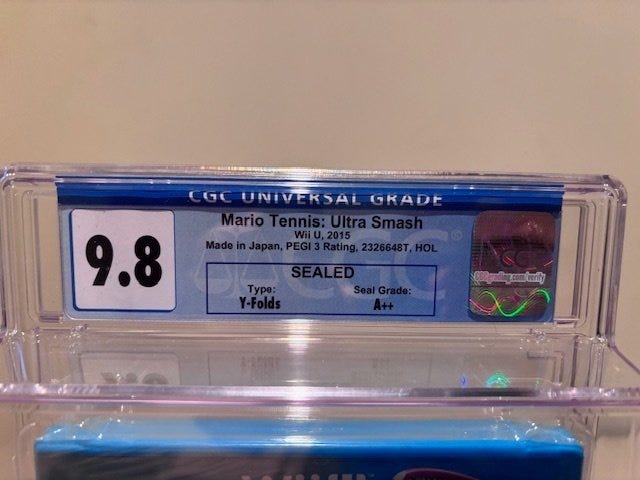 CGC UNIVERSAL GRADE
9.8
Mario Tennis: Ultra Smash
Wii U, 2015
Made in Japan, PEGI 3 Rating, 2326648T, HOL
SEALED
Type: Seal Grade:
Y-Folds A++
CGC
®
CGCgrading.com/verify